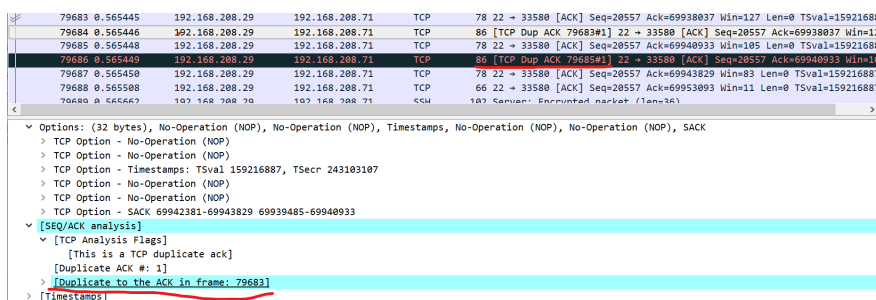 79683 0.565445 192.168.208.29 192.168.208.71 TCP 78 22 → 33580 [ACK] Seq=20557 Ack=69938037 Win=127 Len=0 TSval=15921688
79684 0.565446 192.168.208.29 192.168.208.71 TCP 86 [TCP Dup ACK 79683#1] 22 → 33580 [ACK] Seq=20557 Ack=69938037 Win=12
79685 0.565448 192.168.208.29 192.168.208.71 TCP 78 22 → 33580 [ACK] Seq=20557 Ack=69940933 Win=105 Len=0 TSval=15921688
79686 0.565449 192.168.208.29 192.168.208.71 TCP 86 [TCP Dup ACK 79685#1] 22 → 33580 [ACK] Seq=20557 Ack=69940933 Win=10
79687 0.565450 192.168.208.29 192.168.208.71 TCP 78 22 → 33580 [ACK] Seq=20557 Ack=69943829 Win=83 Len=0 TSval=159216887
79688 0.565508 192.168.208.29 192.168.208.71 TCP 66 22 → 33580 [ACK] Seq=20557 Ack=69953093 Win=11 Len=0 TSval=159216887
79689 0.565662 192.168.208.29 192.168.208.71 SSH 102 Server: Encrypted packet (len=36)
Options: (32 bytes), No-Operation (NOP), No-Operation (NOP), Timestamps, No-Operation (NOP), No-Operation (NOP), SACK
TCP Option - No-Operation (NOP)
TCP Option - No-Operation (NOP)
TCP Option - Timestamps: TSval 159216887, TSecr 243103107
TCP Option - No-Operation (NOP)
TCP Option - No-Operation (NOP)
TCP Option - SACK 69942381-69943829 69939485-69940933
[SEQ/ACK analysis]
[TCP Analysis Flags]
[This is a TCP duplicate ack]
[Duplicate ACK #: 1]
[Duplicate to the ACK in frame: 79683]
[Timestamps]